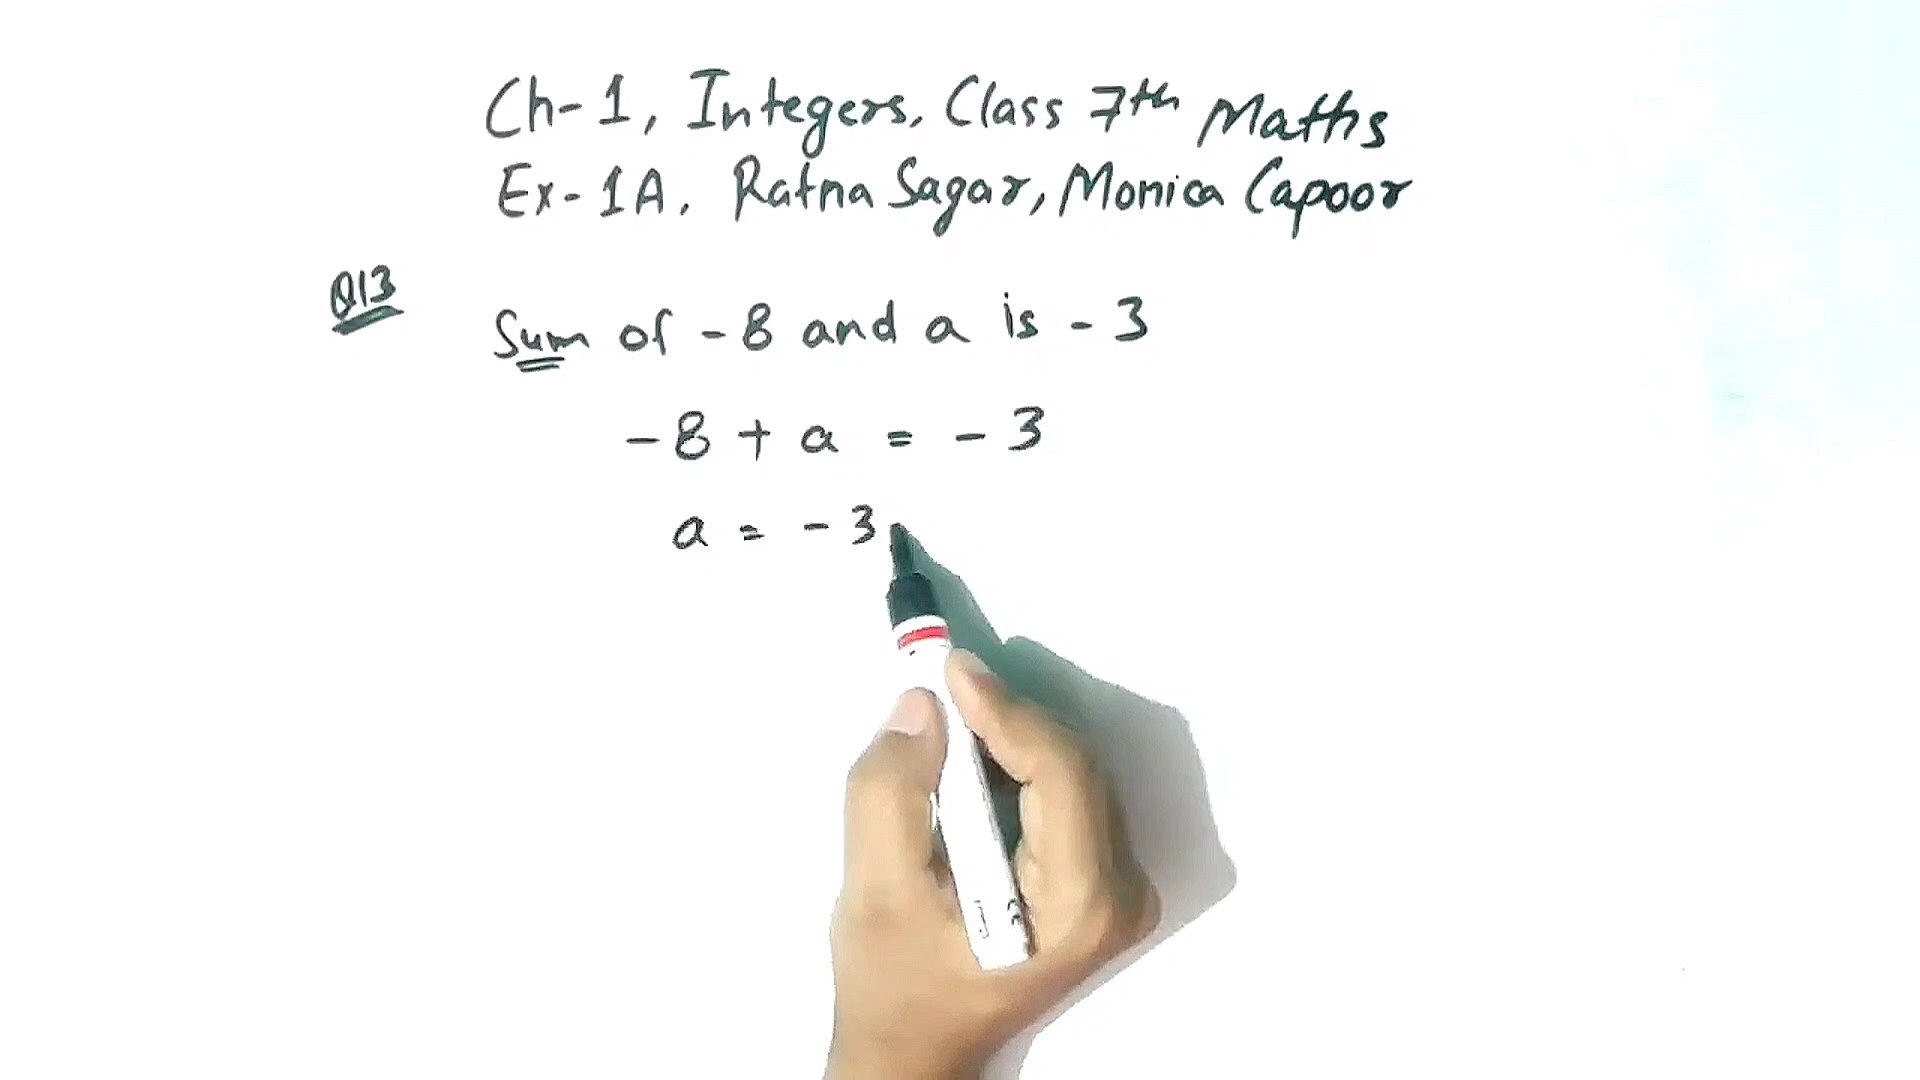 Ch-1, Integers, Class 7th Maths
Ex-1A, Ratna Sagar, Monica Capoor
Q13
Sum of -8 and a is -3
-8 + a = -3
a = -3